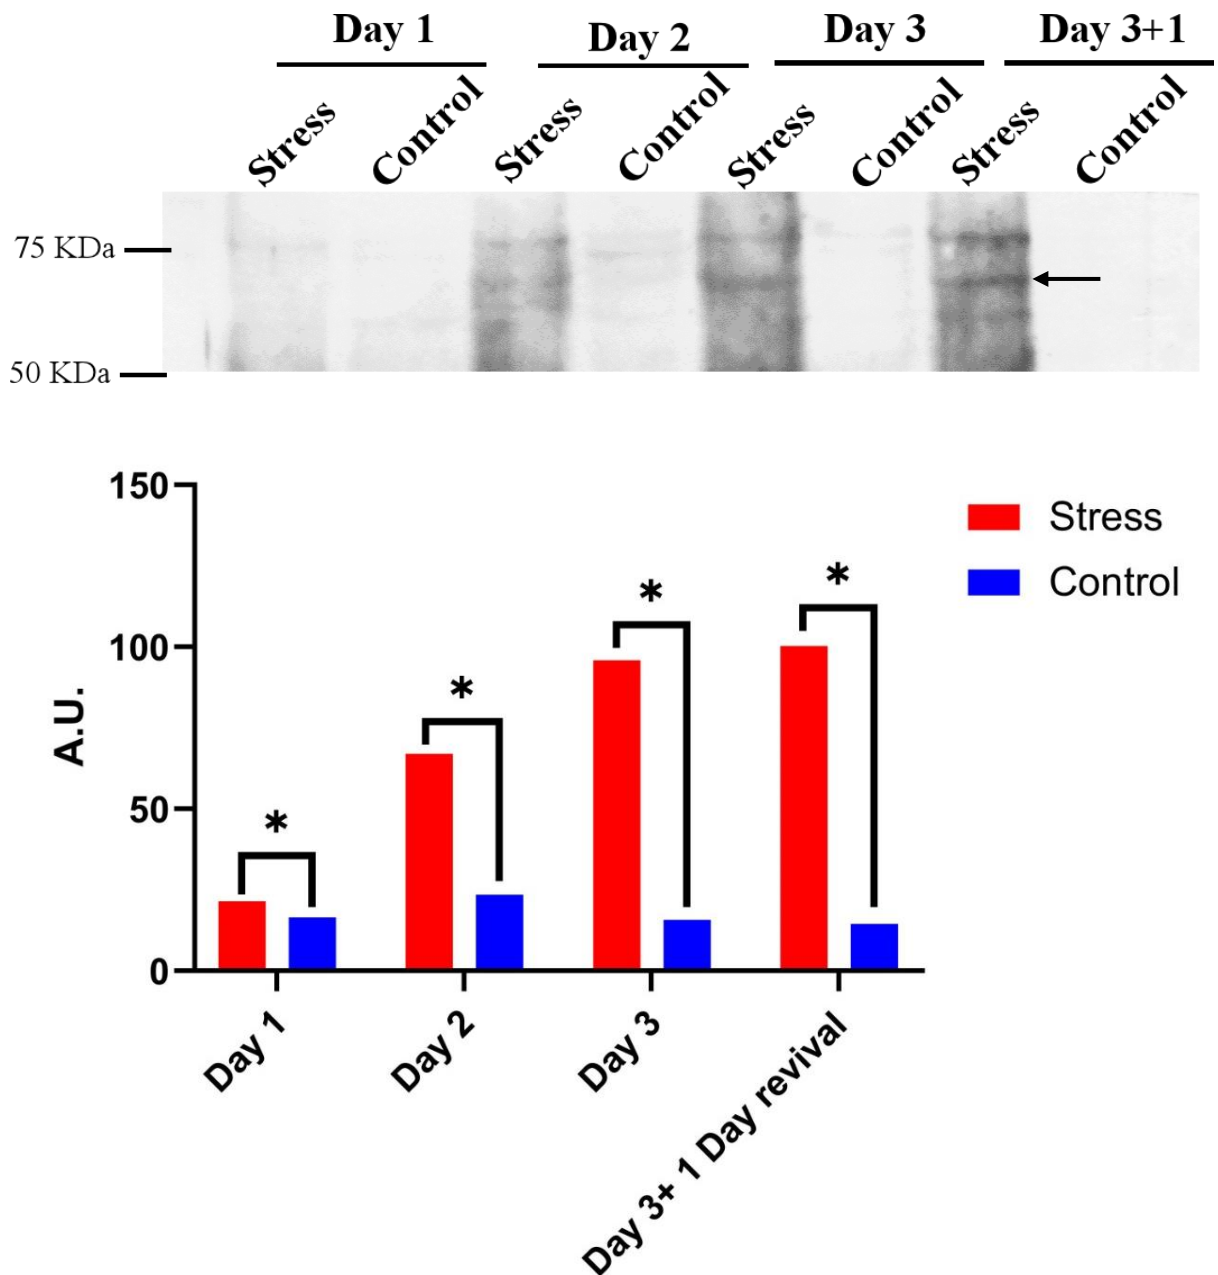 Day 1 Day 2 Day 3 Day 3+1
Stress Control Stress Control Stress Control Stress Control
75 KDa
50 KDa
150
100
50
0
A.U.
* * * *
Stress
Control
Day 1
Day 2
Day 3
Day 3+ 1 Day revival